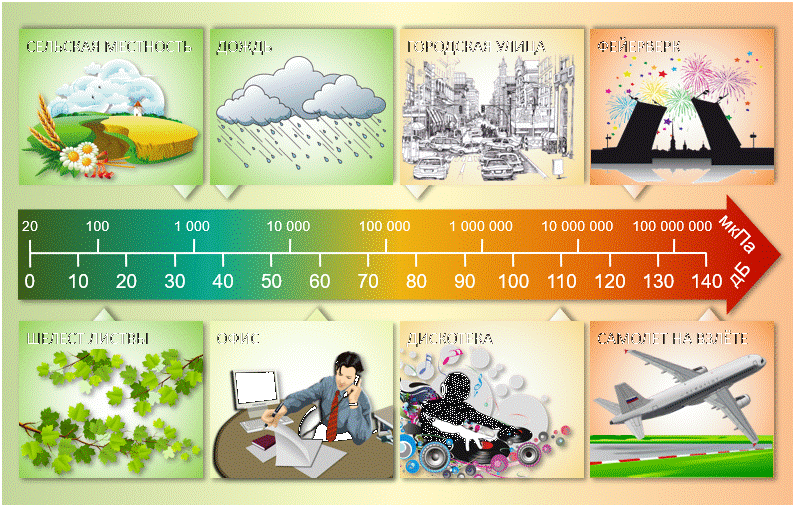 СЕЛЬСКАЯ МЕСТНОСТЬ
ДОЖДЬ
ГОРОДСКАЯ УЛИЦА
ФЕЙЕРВЕРК
20 100 1 000 10 000 100 000 1 000 000 10 000 000 100 000 000 мкПа
0 10 20 30 40 50 60 70 80 90 100 110 120 130 140 дБ
ШЕЛЕСТ ЛИСТВЫ
ОФИС
ДИСКОТЕКА
САМОЛЕТ НА ВЗЛЁТЕ